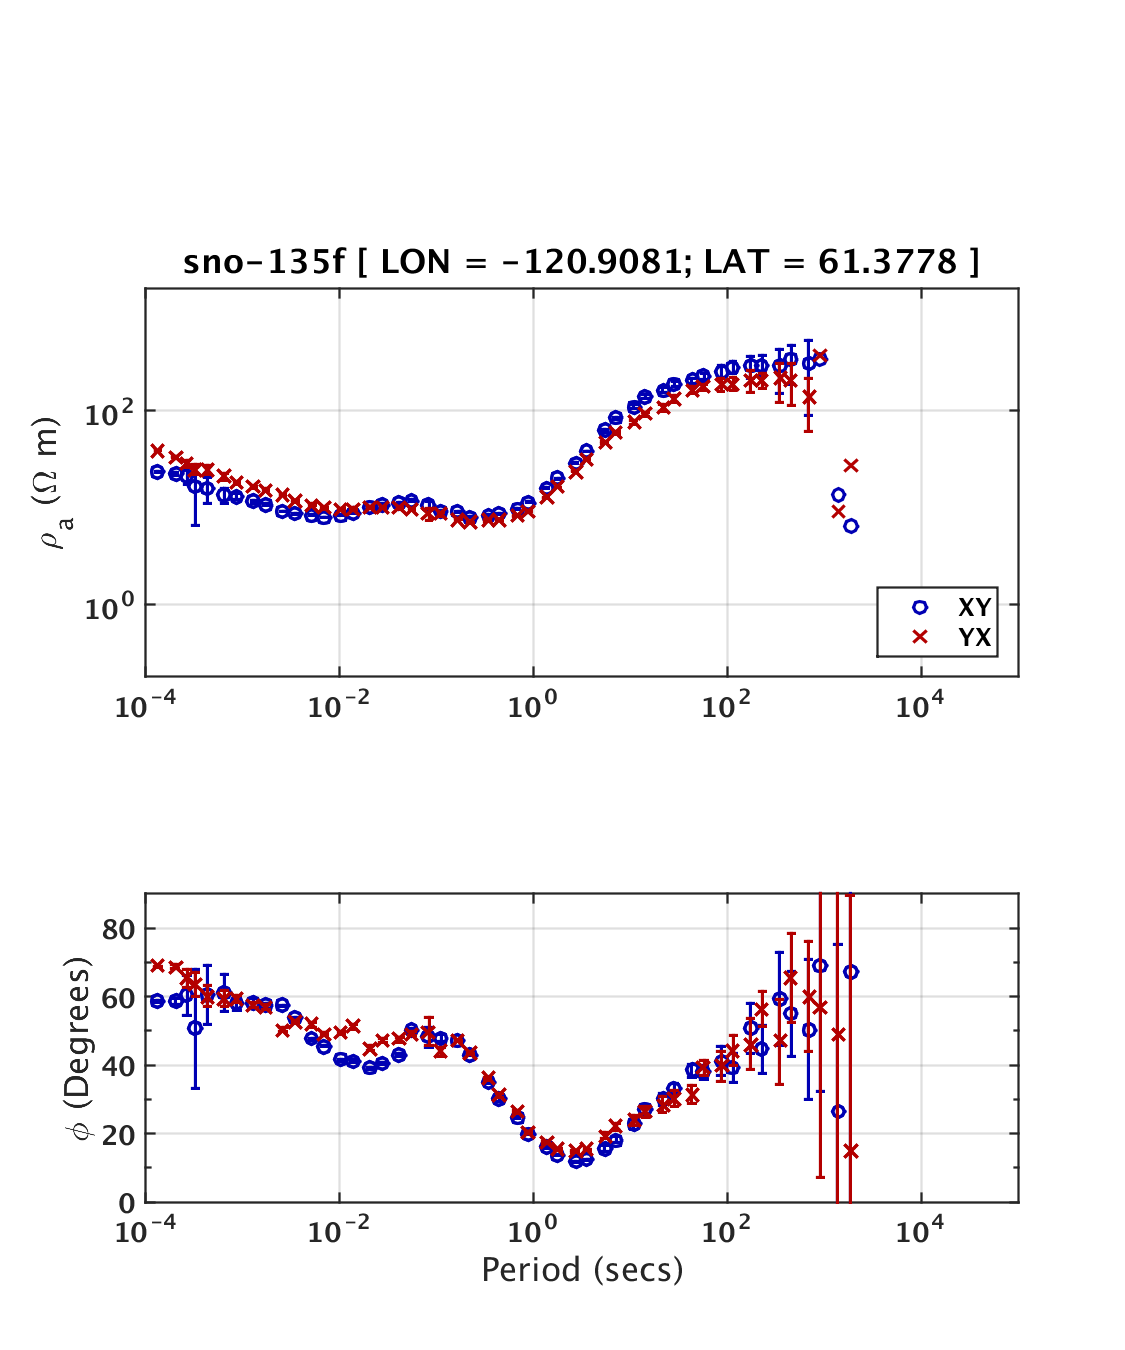 sno-135f [ LON = -120.9081; LAT = 61.3778 ]
ρa (Ω m)
10²
10⁰
XY
YX
10⁻⁴ 10⁻² 10⁰ 10² 10⁴
ϕ (Degrees)
80
60
40
20
0
10⁻⁴ 10⁻² 10⁰ 10² 10⁴
Period (secs)